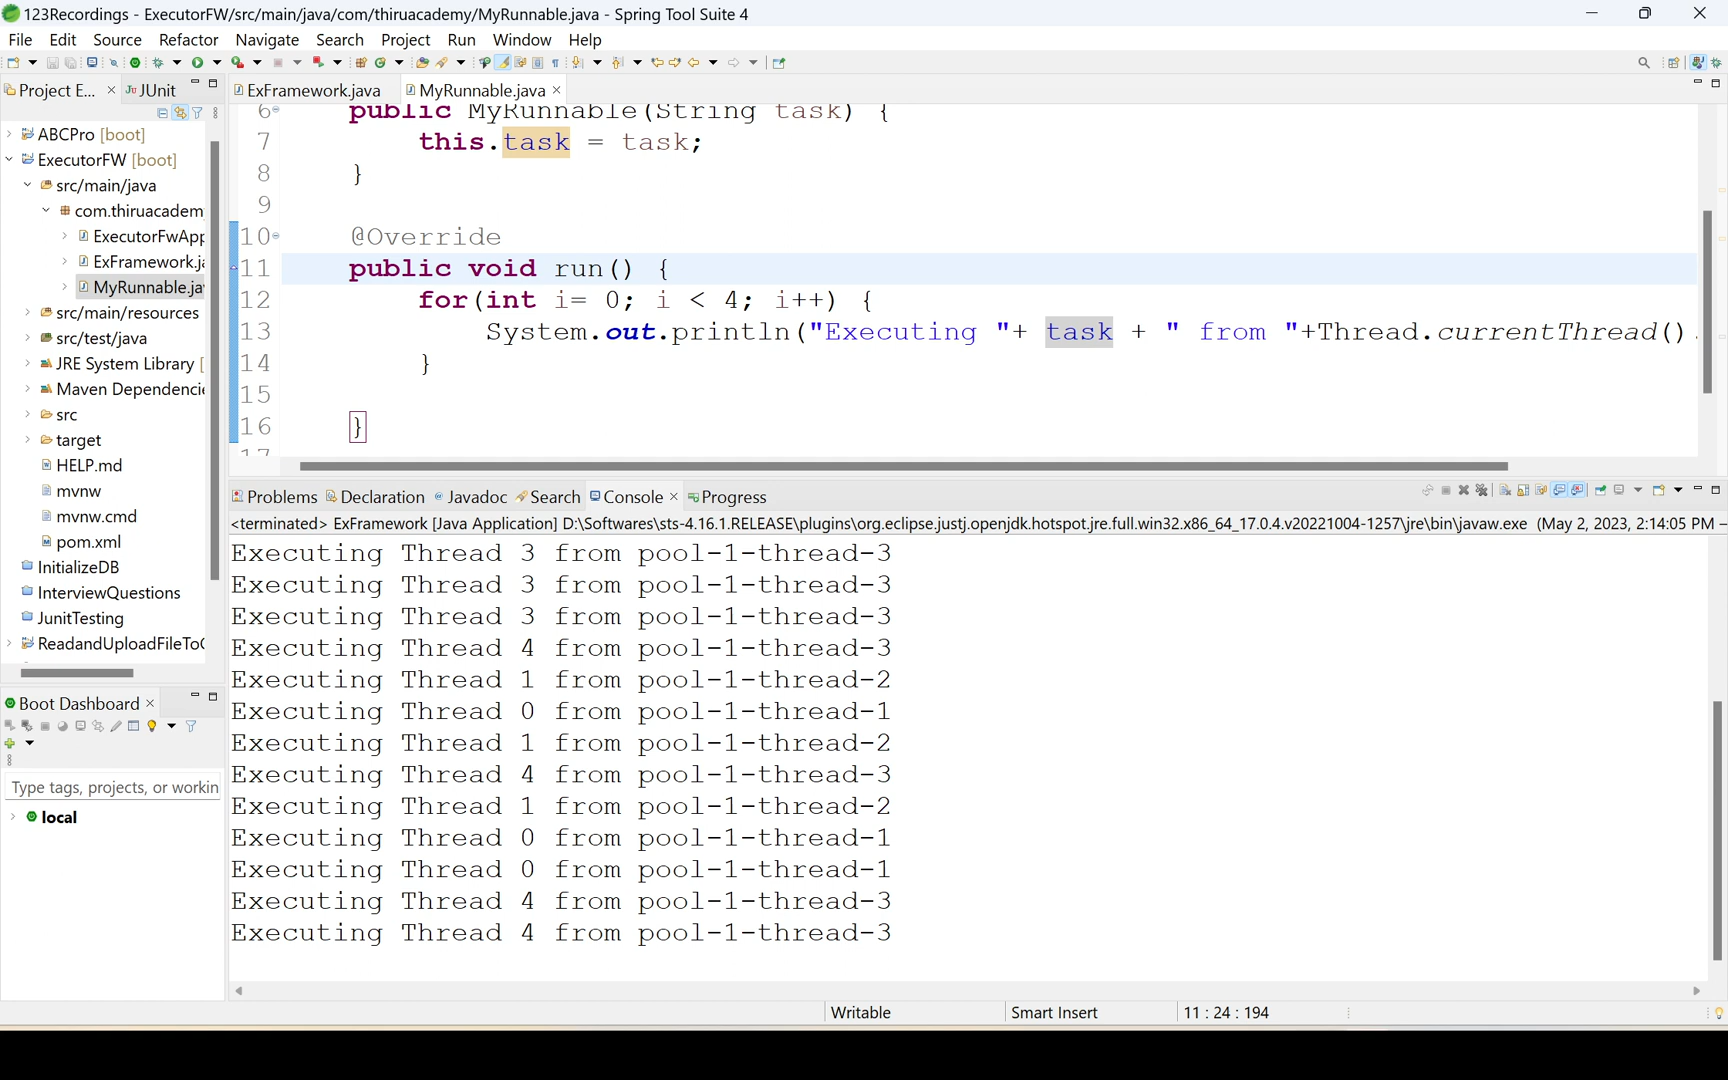 123Recordings - ExecutorFW/src/main/java/com/thiruacademy/MyRunnable.java - Spring Tool Suite 4
File Edit Source Refactor Navigate Search Project Run Window Help
Project E... JUnit
ABCPro [boot]
ExecutorFW [boot]
src/main/java
com.thiruacadem
ExecutorFwApp
ExFramework.ja
MyRunnable.ja
src/main/resources
src/test/java
JRE System Library [
Maven Dependenci
src
target
HELP.md
mvnw
mvnw.cmd
pom.xml
InitializeDB
InterviewQuestions
JunitTesting
ReadandUploadFileTo
Boot Dashboard
Type tags, projects, or workin
local
ExFramework.java MyRunnable.java
6 public MyRunnable(String task) {
7 this.task = task;
8 }
9
10 @Override
11 public void run() {
12 for(int i= 0; i < 4; i++) {
13 System.out.println("Executing "+ task + " from "+Thread.currentThread().
14 }
15
16 }
17
Problems Declaration Javadoc Search Console Progress
<terminated> ExFramework [Java Application] D:\Softwares\sts-4.16.1.RELEASE\plugins\org.eclipse.justj.openjdk.hotspot.jre.full.win32.x86_64_17.0.4.v20221004-1257\jre\bin\javaw.exe (May 2, 2023, 2:14:05 PM –
Executing Thread 3 from pool-1-thread-3
Executing Thread 3 from pool-1-thread-3
Executing Thread 3 from pool-1-thread-3
Executing Thread 4 from pool-1-thread-3
Executing Thread 1 from pool-1-thread-2
Executing Thread 0 from pool-1-thread-1
Executing Thread 1 from pool-1-thread-2
Executing Thread 4 from pool-1-thread-3
Executing Thread 1 from pool-1-thread-2
Executing Thread 0 from pool-1-thread-1
Executing Thread 0 from pool-1-thread-1
Executing Thread 4 from pool-1-thread-3
Executing Thread 4 from pool-1-thread-3
Writable Smart Insert 11 : 24 : 194